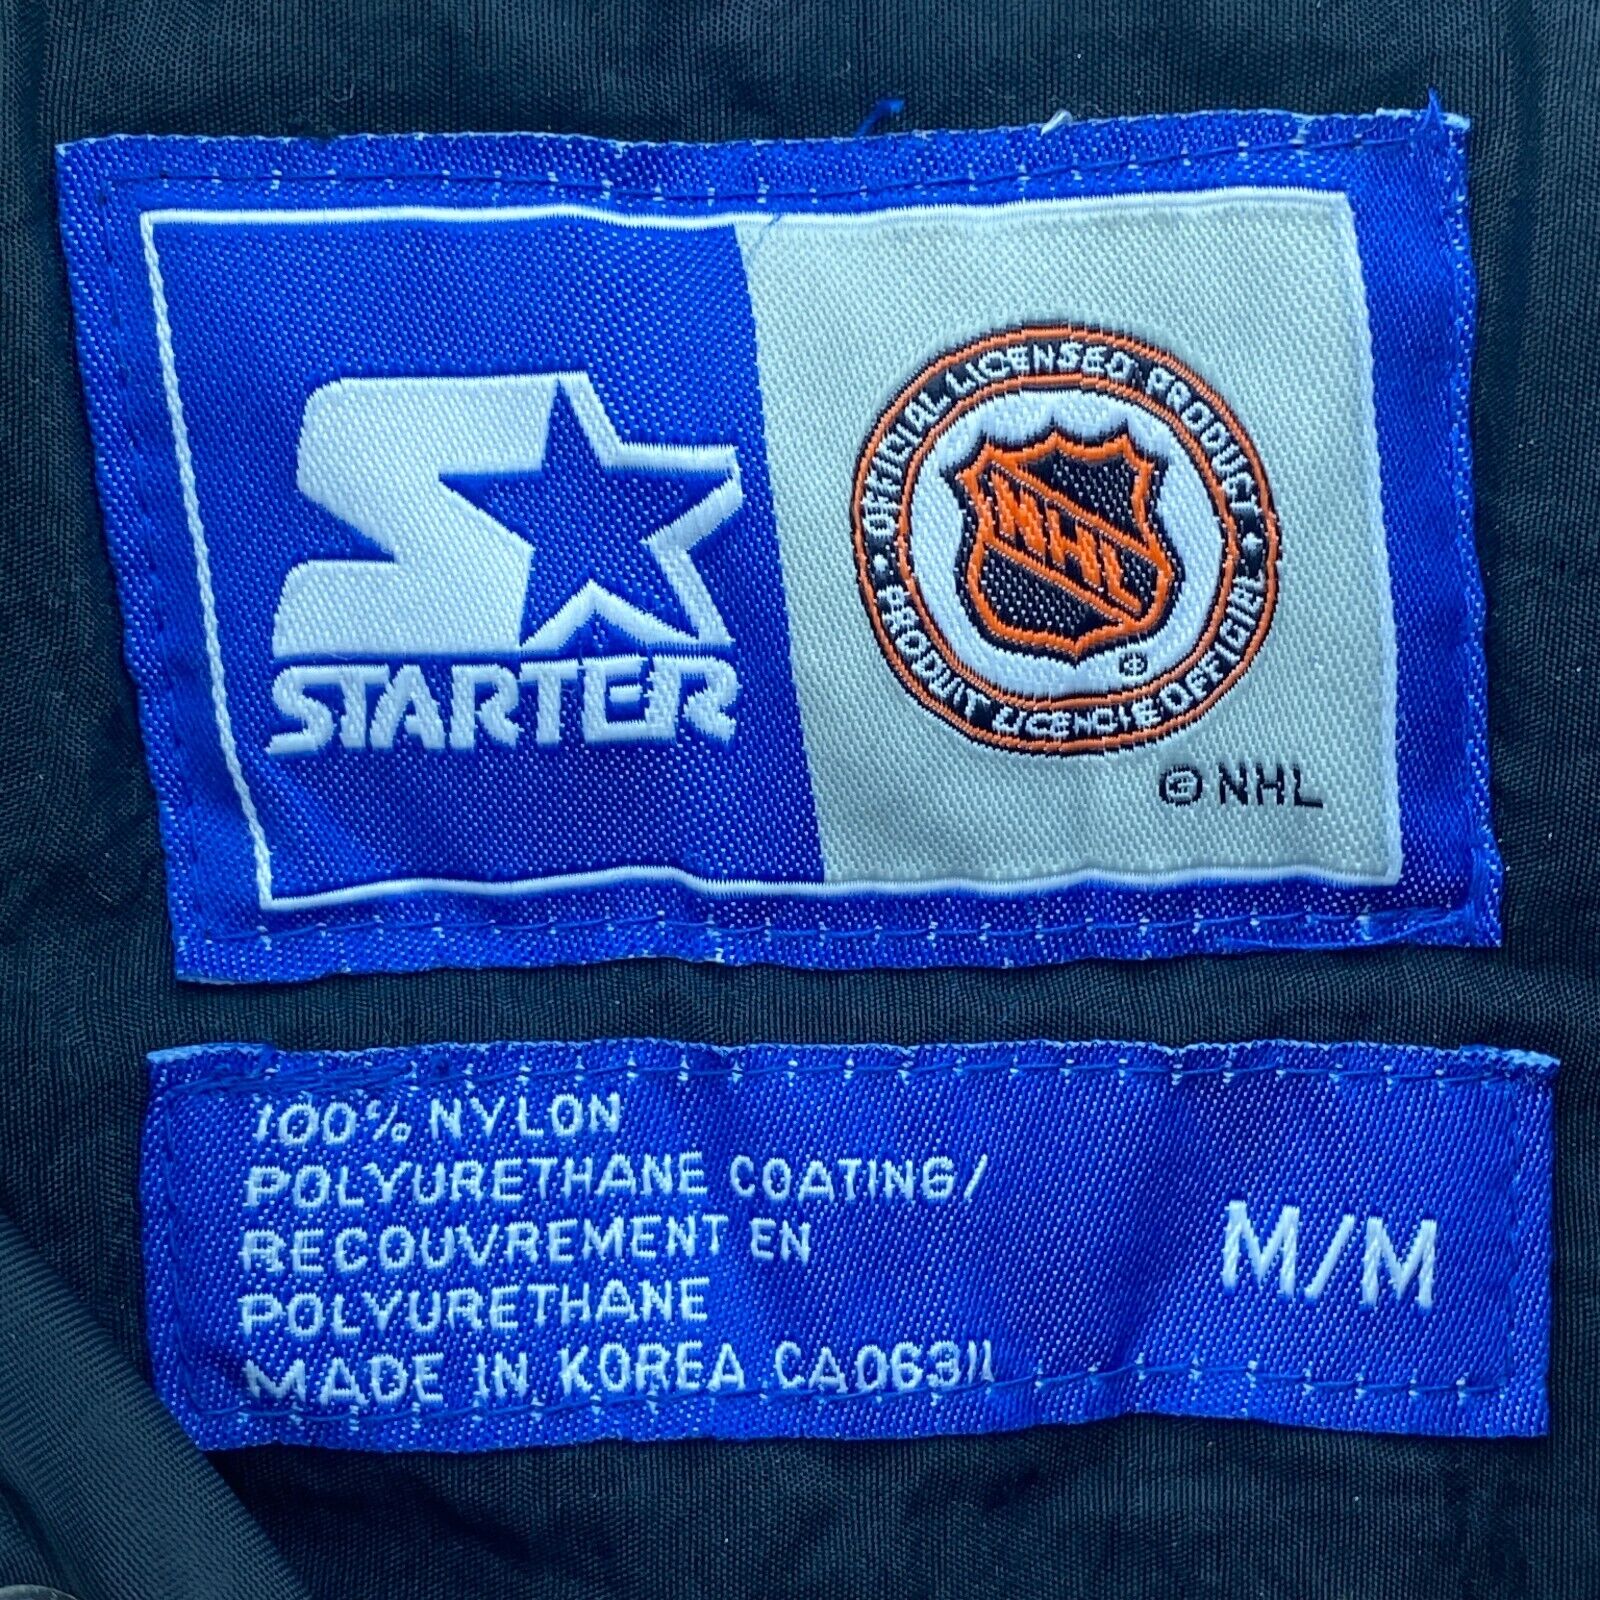 STARTER
OFFICIAL LICENSED PRODUCT
NHL
®
PRODUIT LICENCIE OFFICIAL
© NHL
100% NYLON
POLYURETHANE COATING/
RECOUVREMENT EN
POLYURETHANE
MADE IN KOREA CA06311
M/M